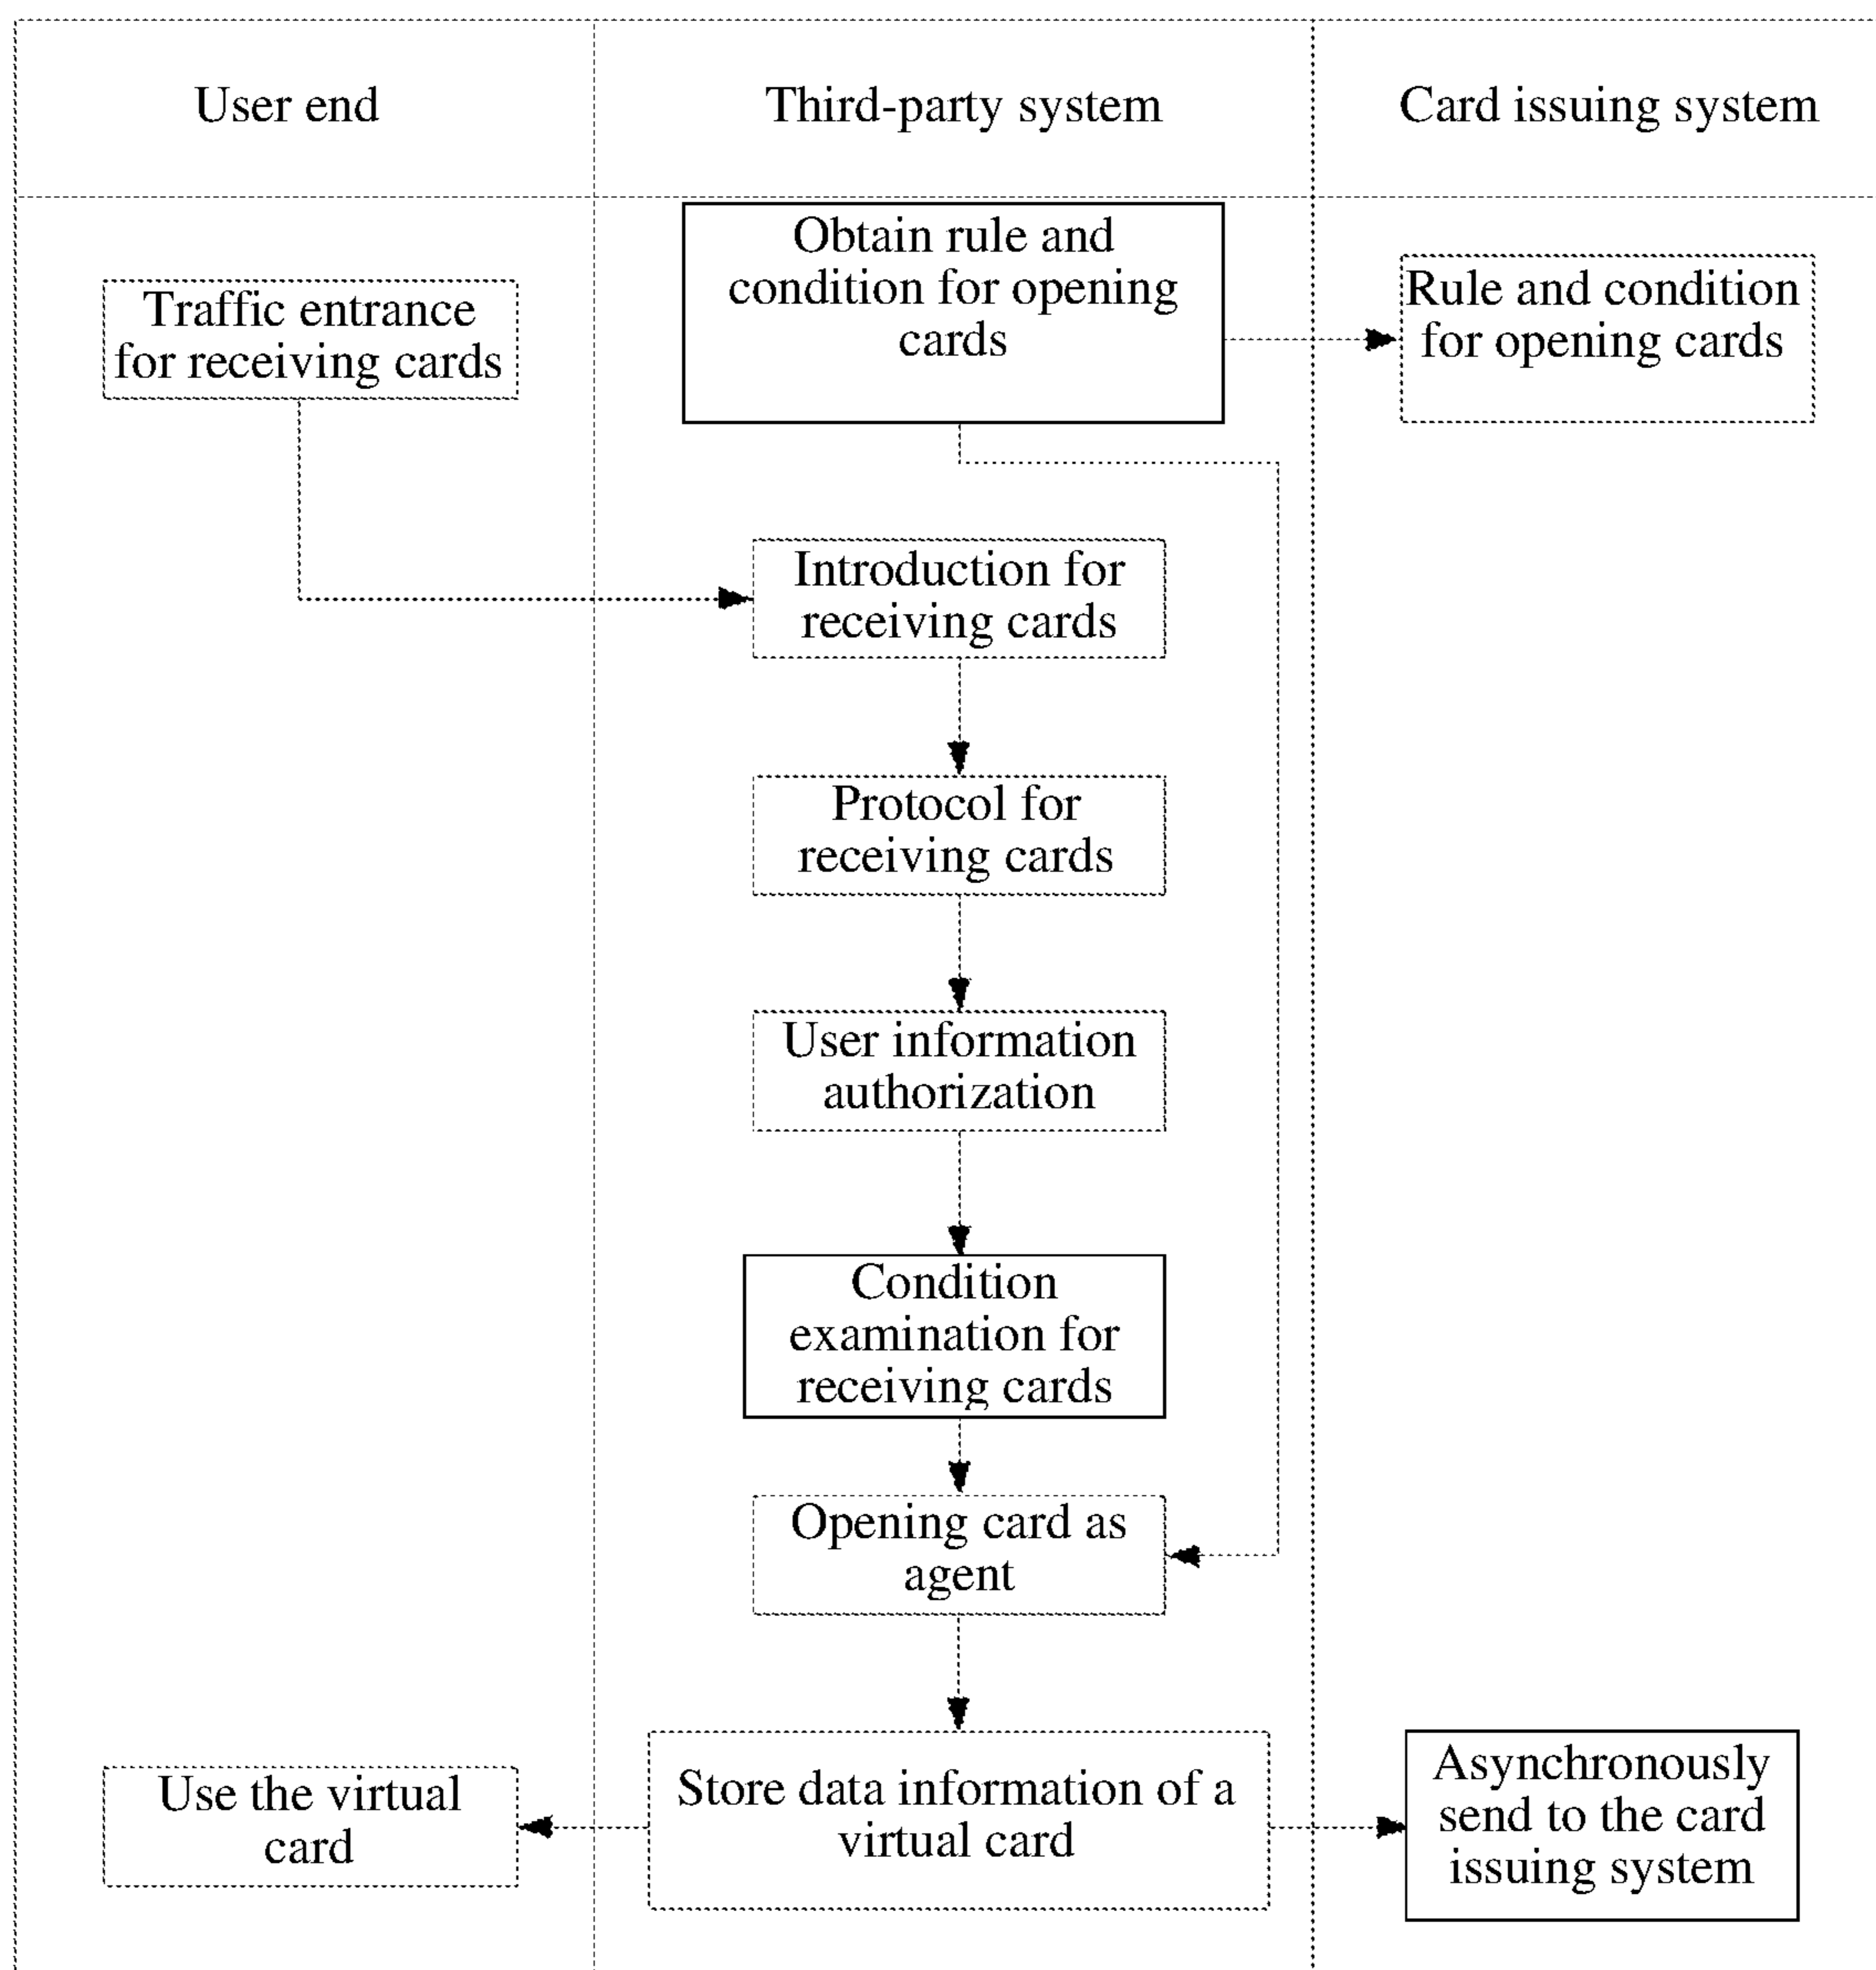 User end
Third-party system
Card issuing system
Obtain rule and
condition for opening
cards
Traffic entrance
for receiving cards
Rule and condition
for opening cards
Introduction for
receiving cards
Protocol for
receiving cards
User information
authorization
Condition
examination for
receiving cards
Opening card as
agent
Use the virtual
card
Store data information of a
virtual card
Asynchronously
send to the card
issuing system